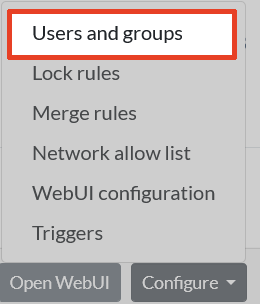 Users and groups
Lock rules
Merge rules
Network allow list
WebUI configuration
Triggers
Open WebUI Configure